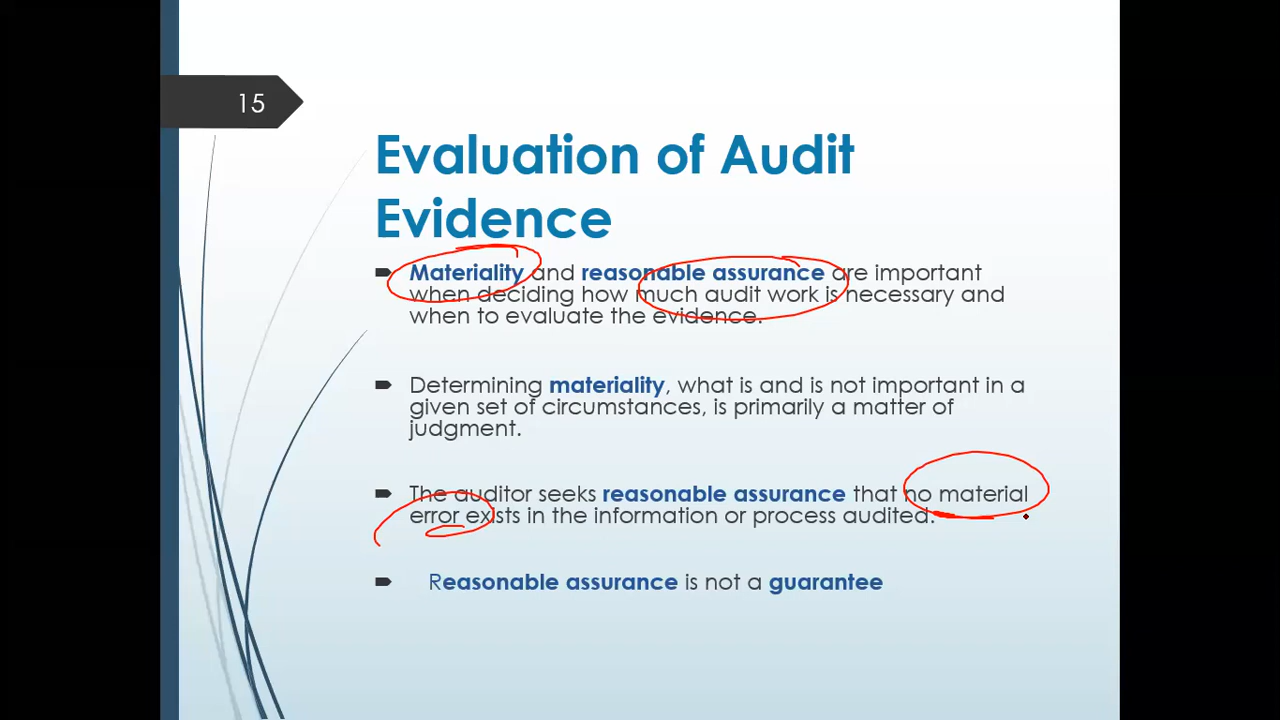 15
Evaluation of Audit
Evidence
Materiality and reasonable assurance are important
when deciding how much audit work is necessary and
when to evaluate the evidence.
Determining materiality, what is and is not important in a
given set of circumstances, is primarily a matter of
judgment.
The auditor seeks reasonable assurance that no material
error exists in the information or process audited.
Reasonable assurance is not a guarantee